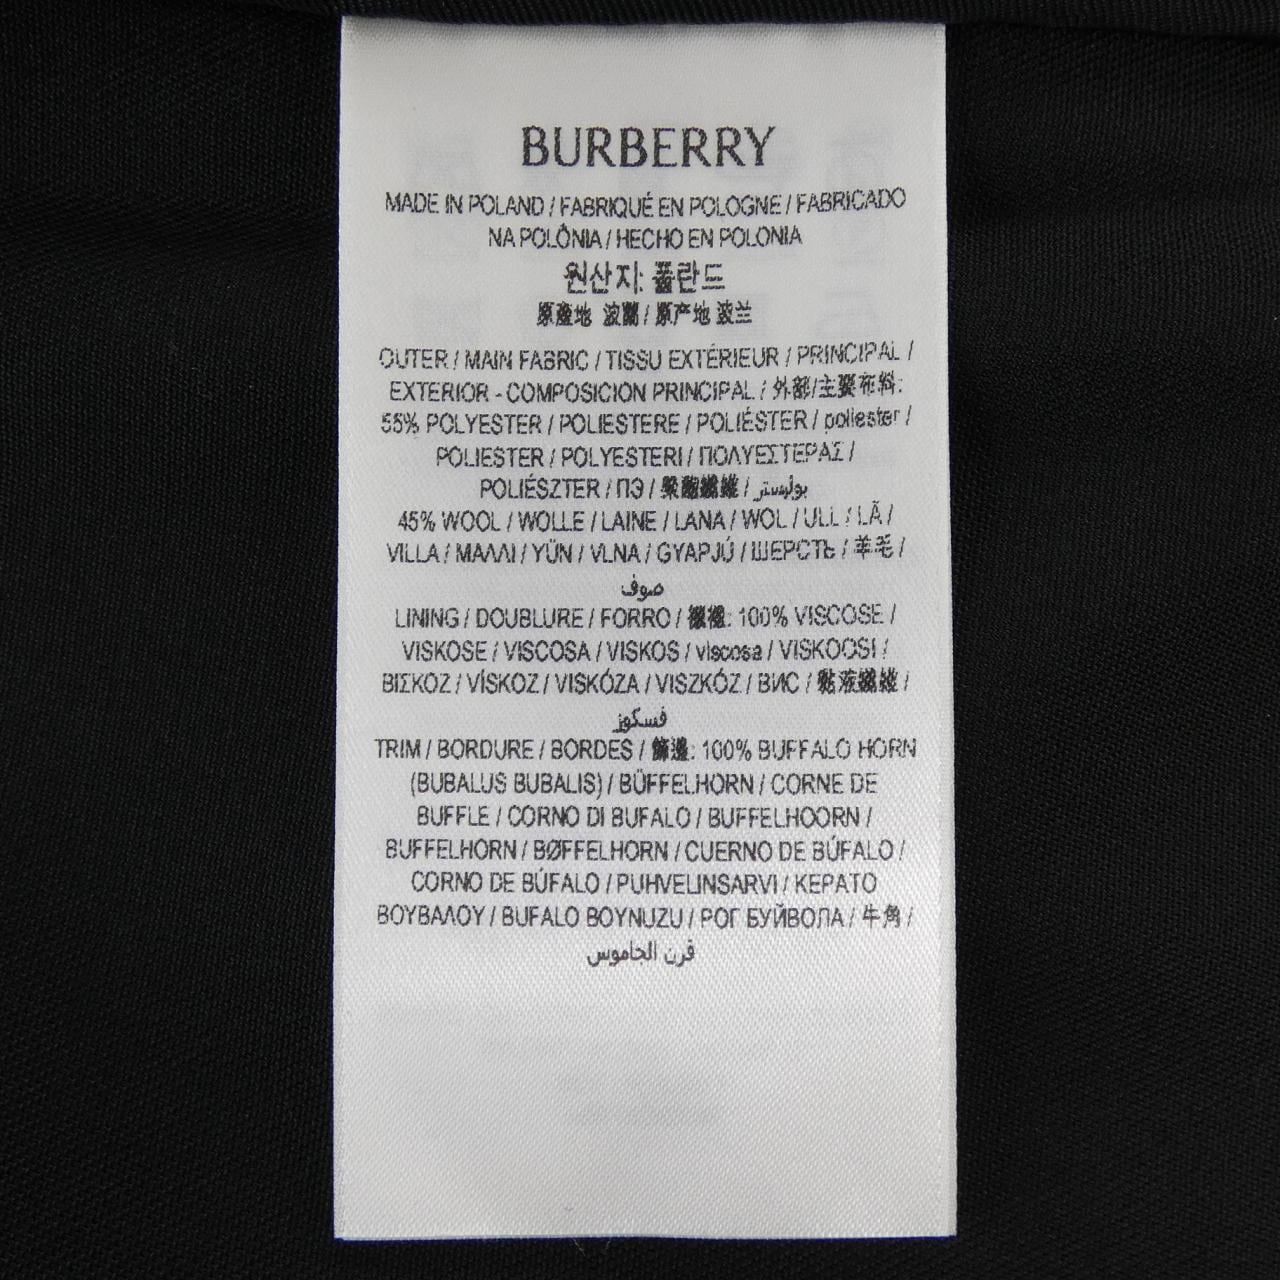 BURBERRY
MADE IN POLAND / FABRIQUÉ EN POLOGNE / FABRICADO
NA POLÔNIA / HECHO EN POLONIA
원산지: 폴란드
原產地 波蘭 / 原产地 波兰
OUTER / MAIN FABRIC / TISSU EXTÉRIEUR / PRINCIPAL /
EXTERIOR - COMPOSICION PRINCIPAL / 外部/主要布料:
55% POLYESTER / POLIESTERE / POLIÉSTER / poliester /
POLIESTER / POLYESTERI / ΠΟΛΥΕΣΤΕΡΑΣ /
POLIÉSZTER / ПЭ / 聚酯纖維 / بوليستر
45% WOOL / WOLLE / LAINE / LANA / WOL / ULL / LÃ /
VILLA / ΜΑΛΛΙ / YÜN / VLNA / GYAPJÚ / ШЕРСТЬ / 羊毛 /
صوف
LINING / DOUBLURE / FORRO / 襯裡: 100% VISCOSE /
VISKOSE / VISCOSA / VISKOS / viscosa / VISKOOSI /
ΒΙΣΚΟΖ / VÍSKOZ / VISKÓZA / VISZKÓZ / ВИС / 黏液纖維 /
فسكوز
TRIM / BORDURE / BORDES / 飾邊: 100% BUFFALO HORN
(BUBALUS BUBALIS) / BÜFFELHORN / CORNE DE
BUFFLE / CORNO DI BUFALO / BUFFELHOORN /
BUFFELHORN / BØFFELHORN / CUERNO DE BÚFALO /
CORNO DE BÚFALO / PUHVELINSARVI / ΚΕΡΑΤΟ
ΒΟΥΒΑΛΟΥ / BUFALO BOYNUZU / РОГ БУЙВОЛА / 牛角 /
قرن الجاموس